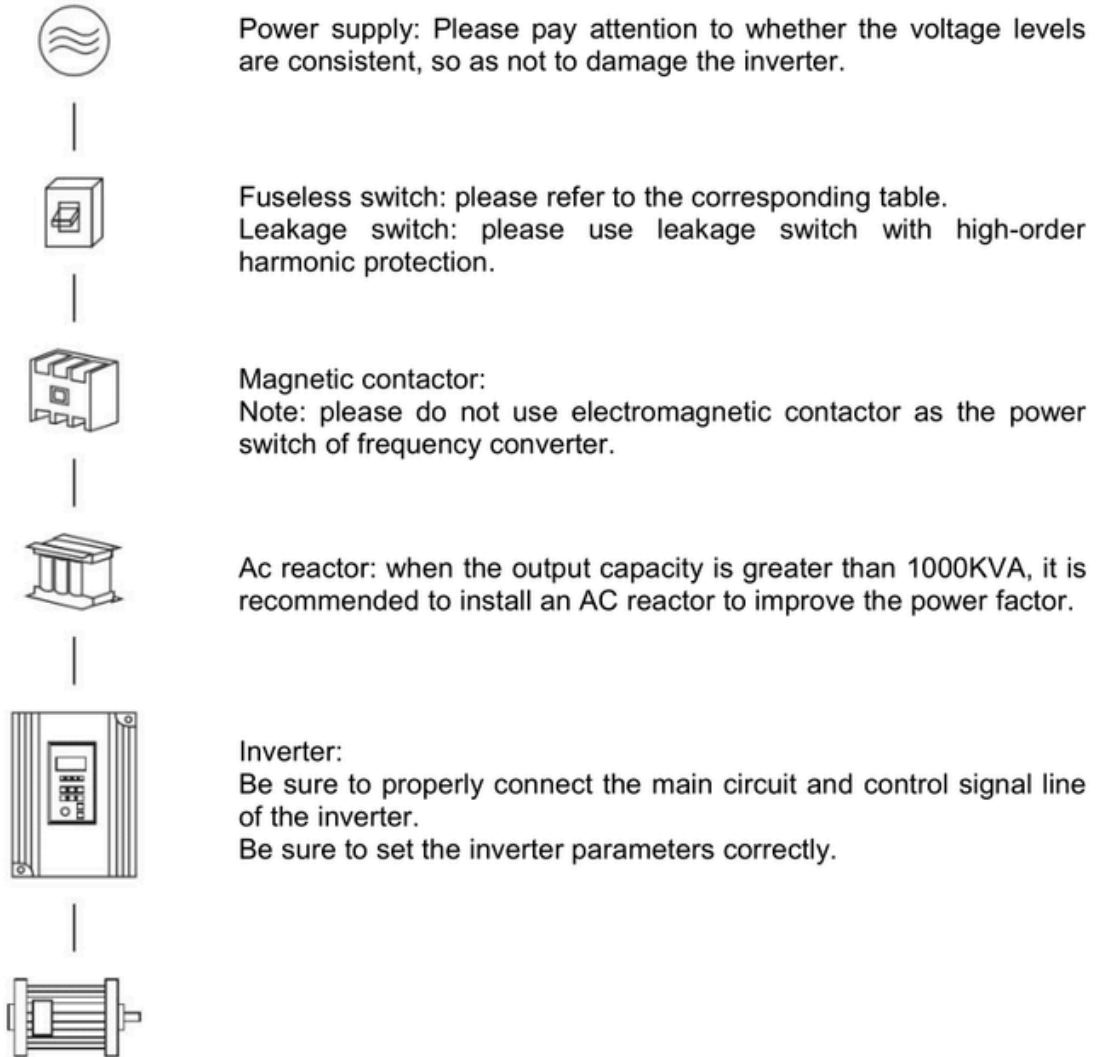 Power supply: Please pay attention to whether the voltage levels
are consistent, so as not to damage the inverter.
Fuseless switch: please refer to the corresponding table.
Leakage switch: please use leakage switch with high-order
harmonic protection.
Magnetic contactor:
Note: please do not use electromagnetic contactor as the power
switch of frequency converter.
Ac reactor: when the output capacity is greater than 1000KVA, it is
recommended to install an AC reactor to improve the power factor.
Inverter:
Be sure to properly connect the main circuit and control signal line
of the inverter.
Be sure to set the inverter parameters correctly.